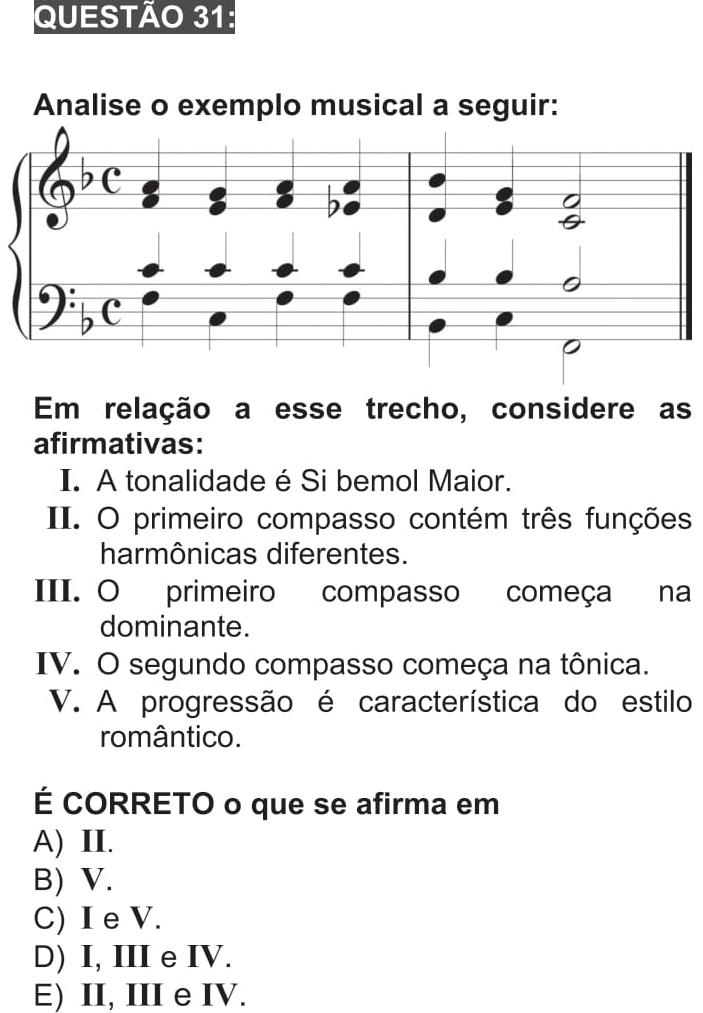 QUESTÃO 31:
Analise o exemplo musical a seguir:
Em relação a esse trecho, considere as
afirmativas:
I. A tonalidade é Si bemol Maior.
II. O primeiro compasso contém três funções
harmônicas diferentes.
III. O primeiro compasso começa na
dominante.
IV. O segundo compasso começa na tônica.
V. A progressão é característica do estilo
romântico.
É CORRETO o que se afirma em
A) II.
B) V.
C) I e V.
D) I, III e IV.
E) II, III e IV.